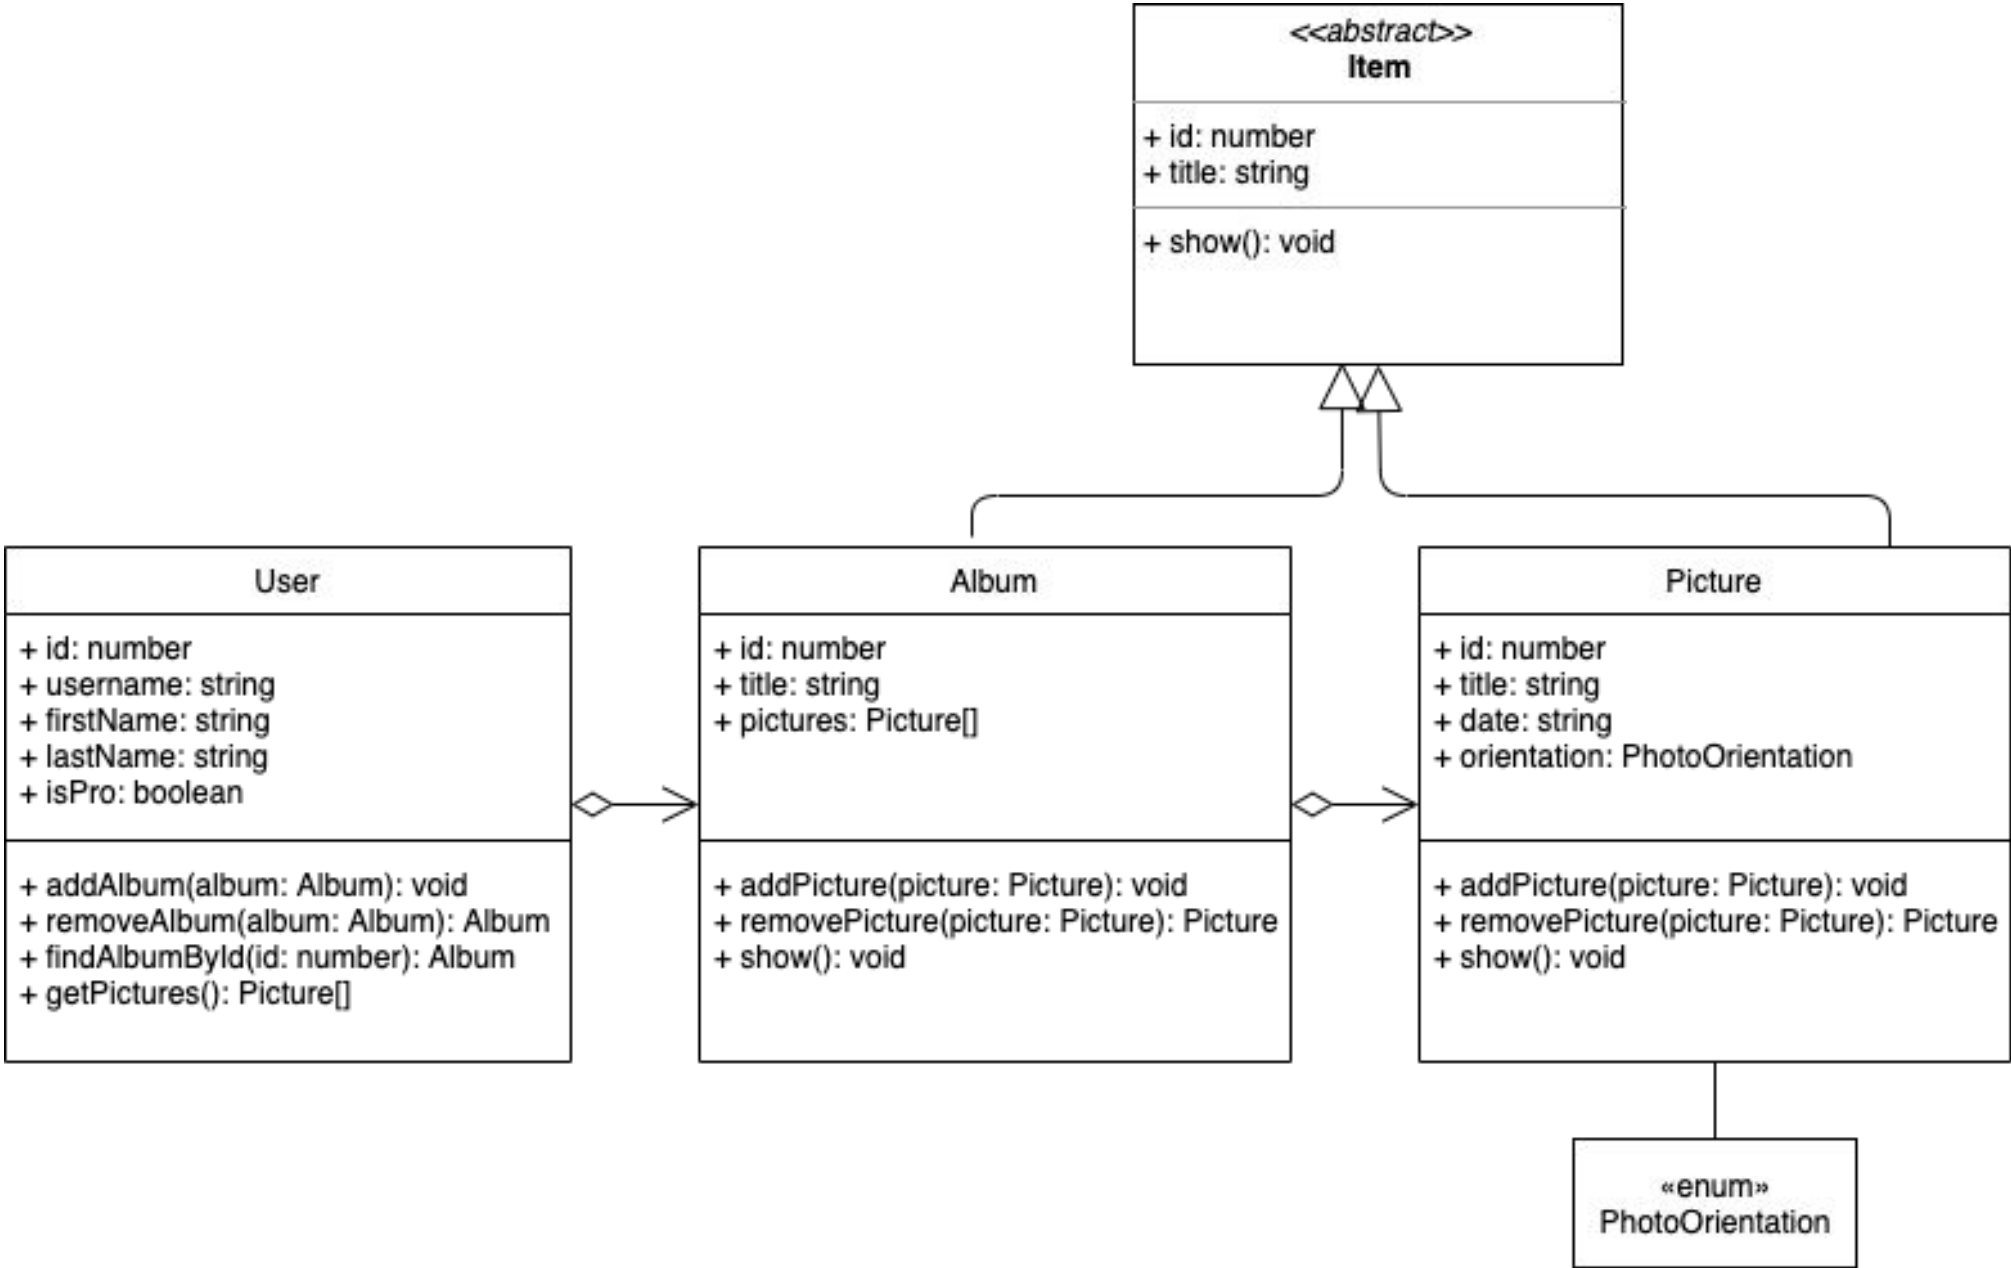 <<abstract>>
Item
+ id: number
+ title: string
+ show(): void
User
+ id: number
+ username: string
+ firstName: string
+ lastName: string
+ isPro: boolean
+ addAlbum(album: Album): void
+ removeAlbum(album: Album): Album
+ findAlbumById(id: number): Album
+ getPictures(): Picture[]
Album
+ id: number
+ title: string
+ pictures: Picture[]
+ addPicture(picture: Picture): void
+ removePicture(picture: Picture): Picture
+ show(): void
Picture
+ id: number
+ title: string
+ date: string
+ orientation: PhotoOrientation
+ addPicture(picture: Picture): void
+ removePicture(picture: Picture): Picture
+ show(): void
«enum»
PhotoOrientation